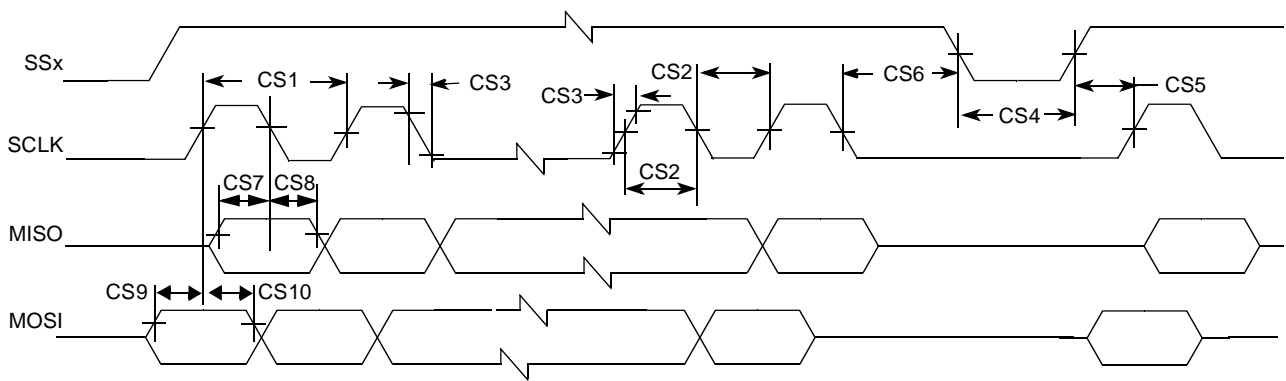 SSx
CS1
CS3
CS3
CS2
CS6
CS5
CS4
SCLK
CS2
CS7
CS8
MISO
CS9
CS10
MOSI